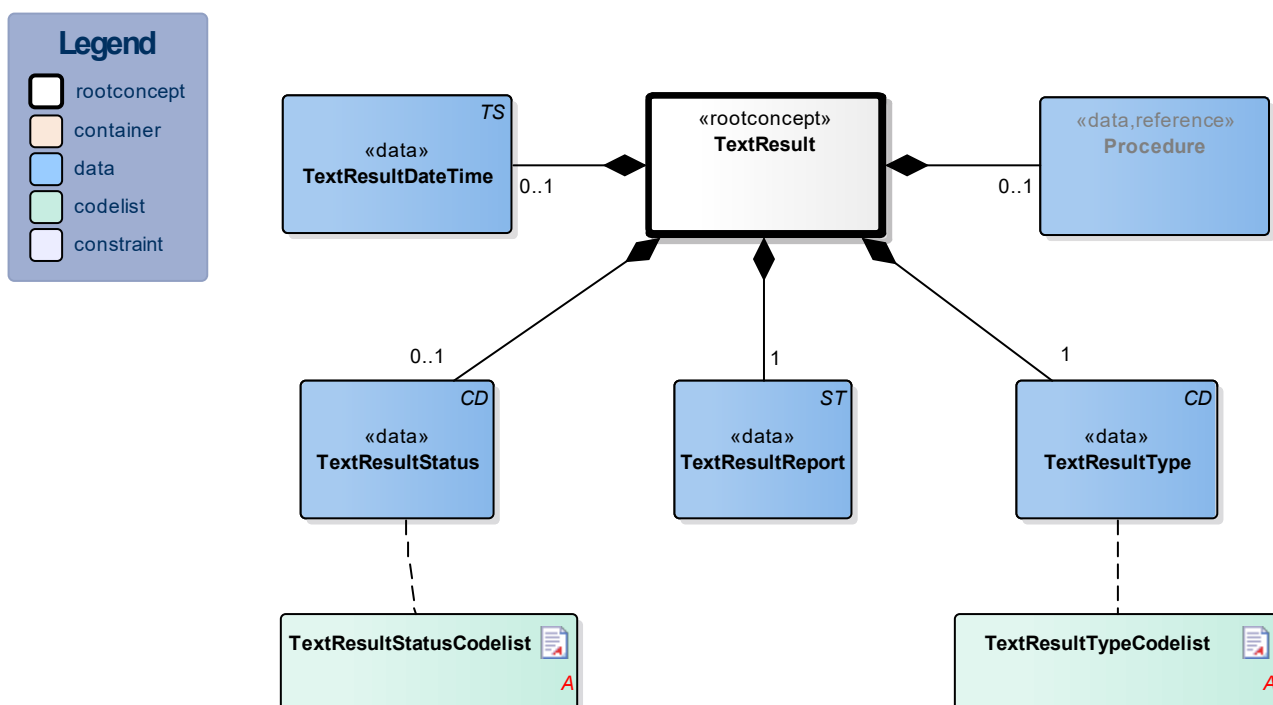 Legend
rootconcept
container
data
codelist
constraint
TS
«data»
TextResultDateTime
0..1
«rootconcept»
TextResult
«data,reference»
Procedure
0..1
0..1
1
1
CD
«data»
TextResultStatus
ST
«data»
TextResultReport
CD
«data»
TextResultType
TextResultStatusCodelist
A
TextResultTypeCodelist
A